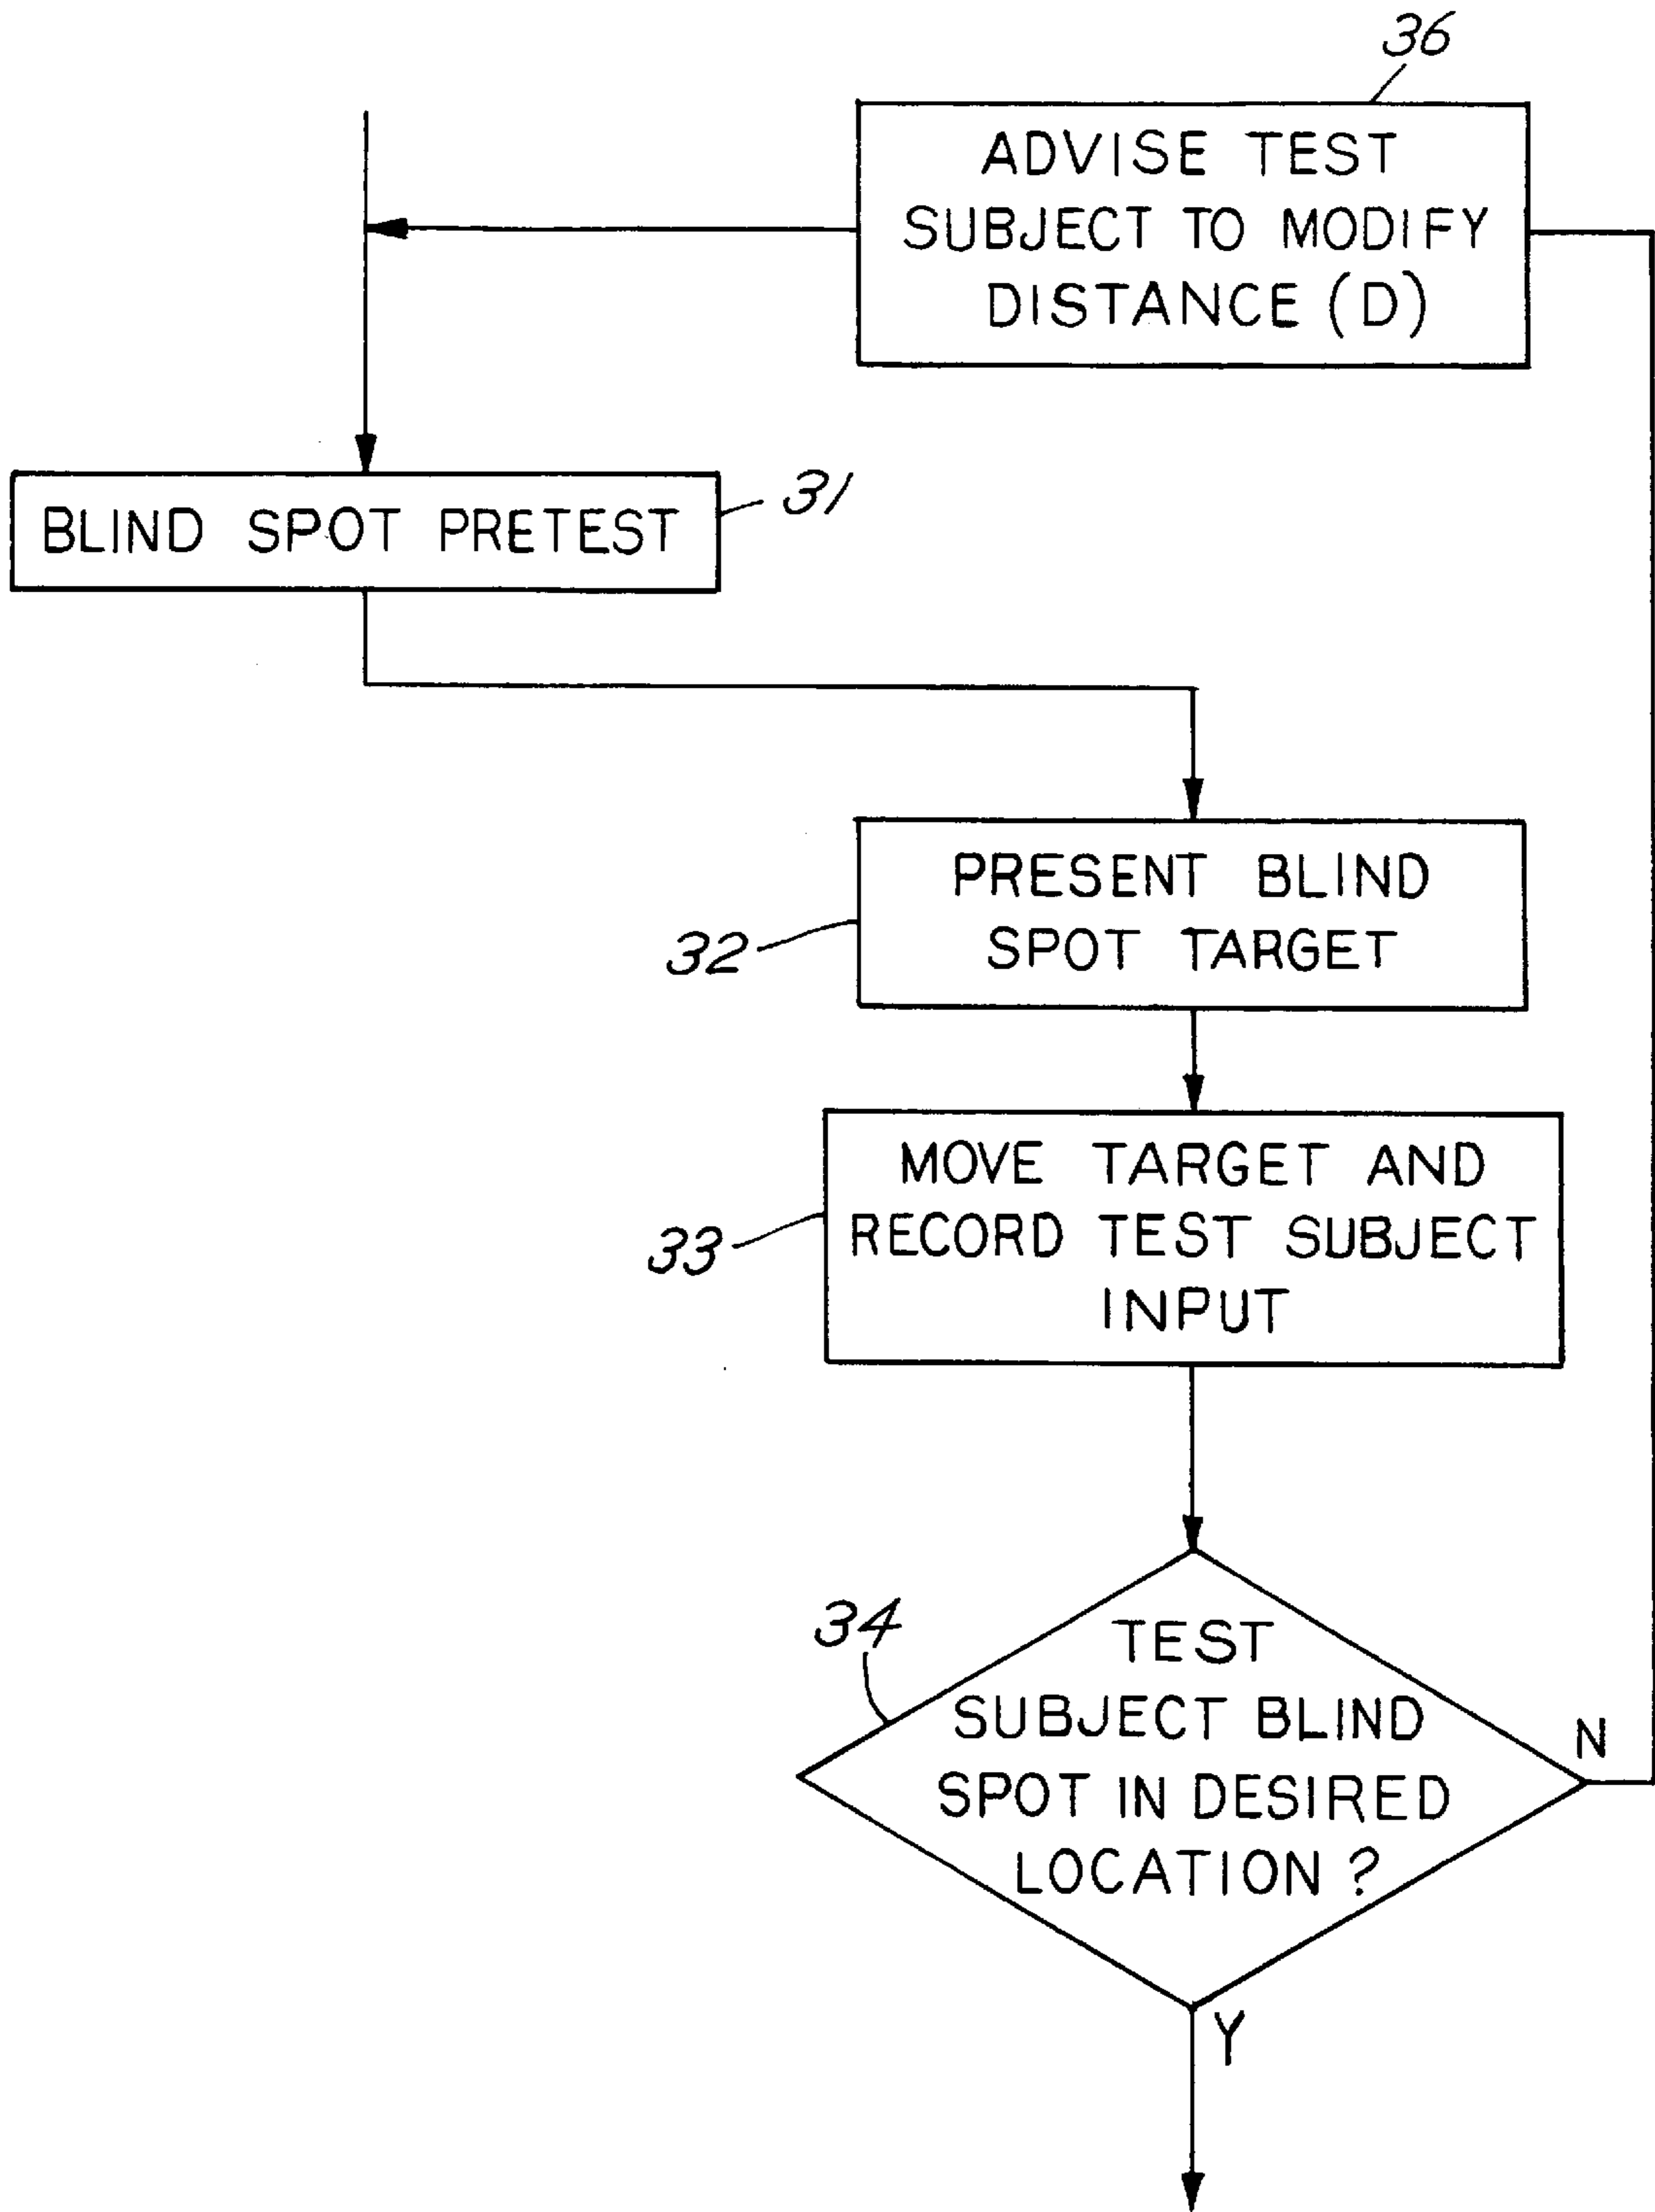 36
ADVISE TEST
SUBJECT TO MODIFY
DISTANCE (D)
BLIND SPOT PRETEST
31
PRESENT BLIND
SPOT TARGET
32
MOVE TARGET AND
RECORD TEST SUBJECT
INPUT
33
34
TEST
SUBJECT BLIND
SPOT IN DESIRED
LOCATION ?
N
Y